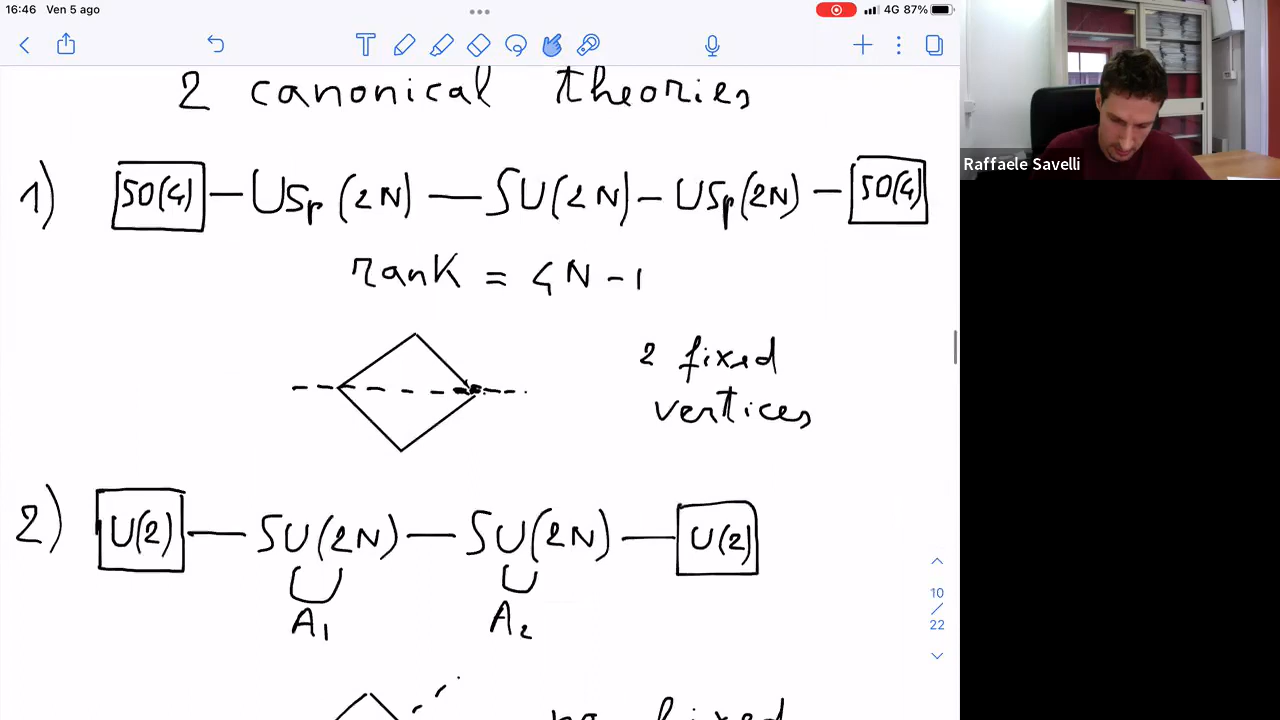 16:46 Ven 5 ago
4G 87%
2 canonical theories
Raffaele Savelli
1) SO(4) — USp(2N) — SU(2N) — USp(2N) — SO(4)
rank = 4N - 1
2 fixed
vertices
2) U(2) — SU(2N) — SU(2N) — U(2)
A1 A2
10
/
22
no fixed